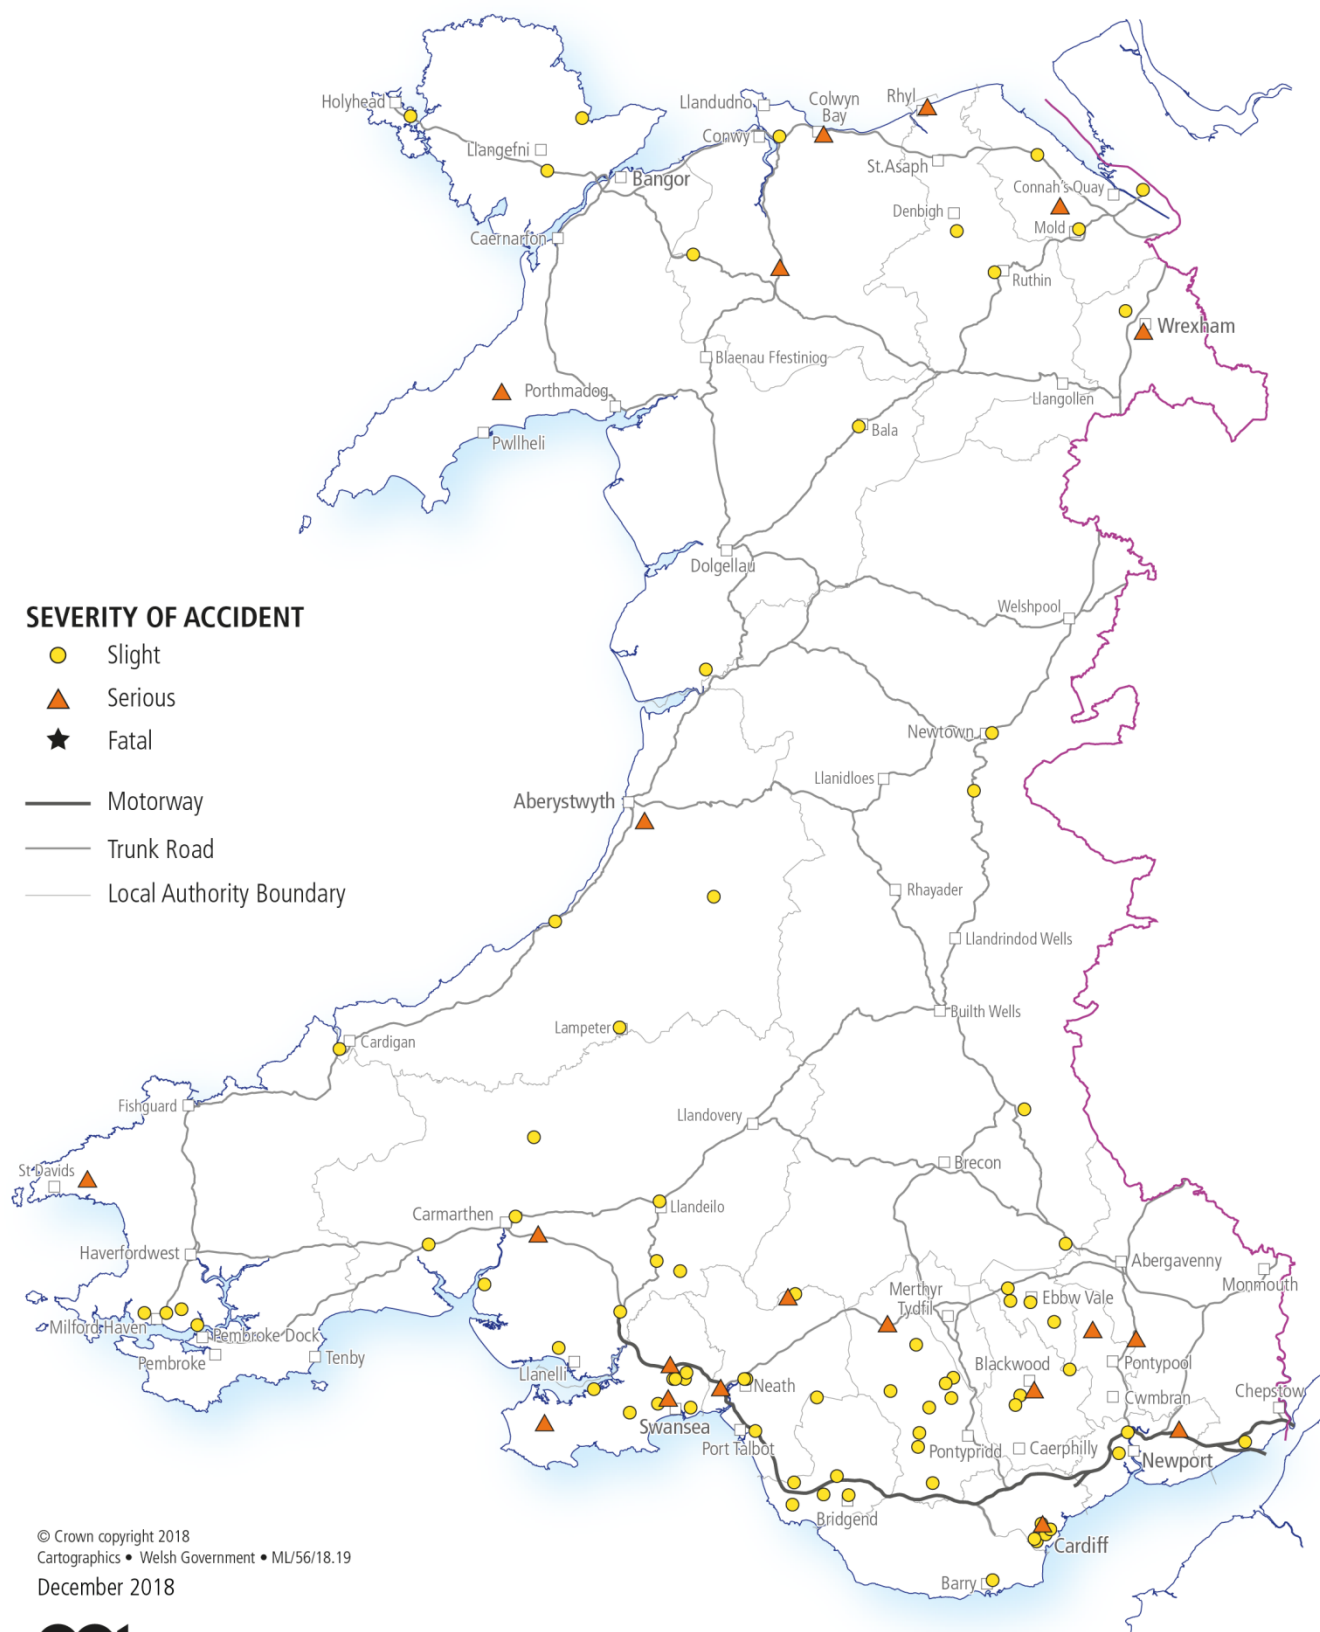 Holyhead
Llandudno
Colwyn
Bay
Rhyl
Conwy
Llangefni
St.Asaph
Bangor
Connah's Quay
Denbigh
Mold
Caernarfon
Ruthin
Wrexham
Blaenau Ffestiniog
Porthmadog
Llangollen
Bala
Pwllheli
Dolgellau
SEVERITY OF ACCIDENT
Slight
Serious
Fatal
Motorway
Trunk Road
Local Authority Boundary
Welshpool
Newtown
Llanidloes
Aberystwyth
Rhayader
Llandrindod Wells
Builth Wells
Lampeter
Cardigan
Fishguard
Llandovery
Brecon
St Davids
Llandeilo
Carmarthen
Haverfordwest
Abergavenny
Monmouth
Merthyr
Tydfil
Ebbw Vale
Milford Haven
Pembroke Dock
Pembroke
Tenby
Llanelli
Blackwood
Pontypool
Neath
Cwmbran
Chepstow
Swansea
Port Talbot
Pontypridd
Caerphilly
Newport
Bridgend
Cardiff
Barry
© Crown copyright 2018
Cartographics • Welsh Government • ML/56/18.19
December 2018